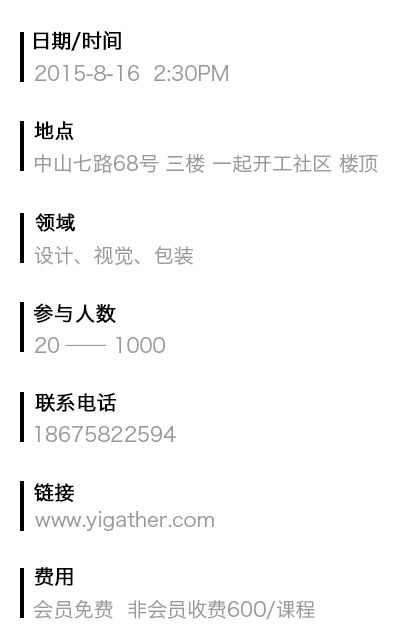 日期/时间
2015-8-16 2:30PM
地点
中山七路68号 三楼 一起开工社区 楼顶
领域
设计、视觉、包装
参与人数
20 —— 1000
联系电话
18675822594
链接
www.yigather.com
费用
会员免费 非会员收费600/课程